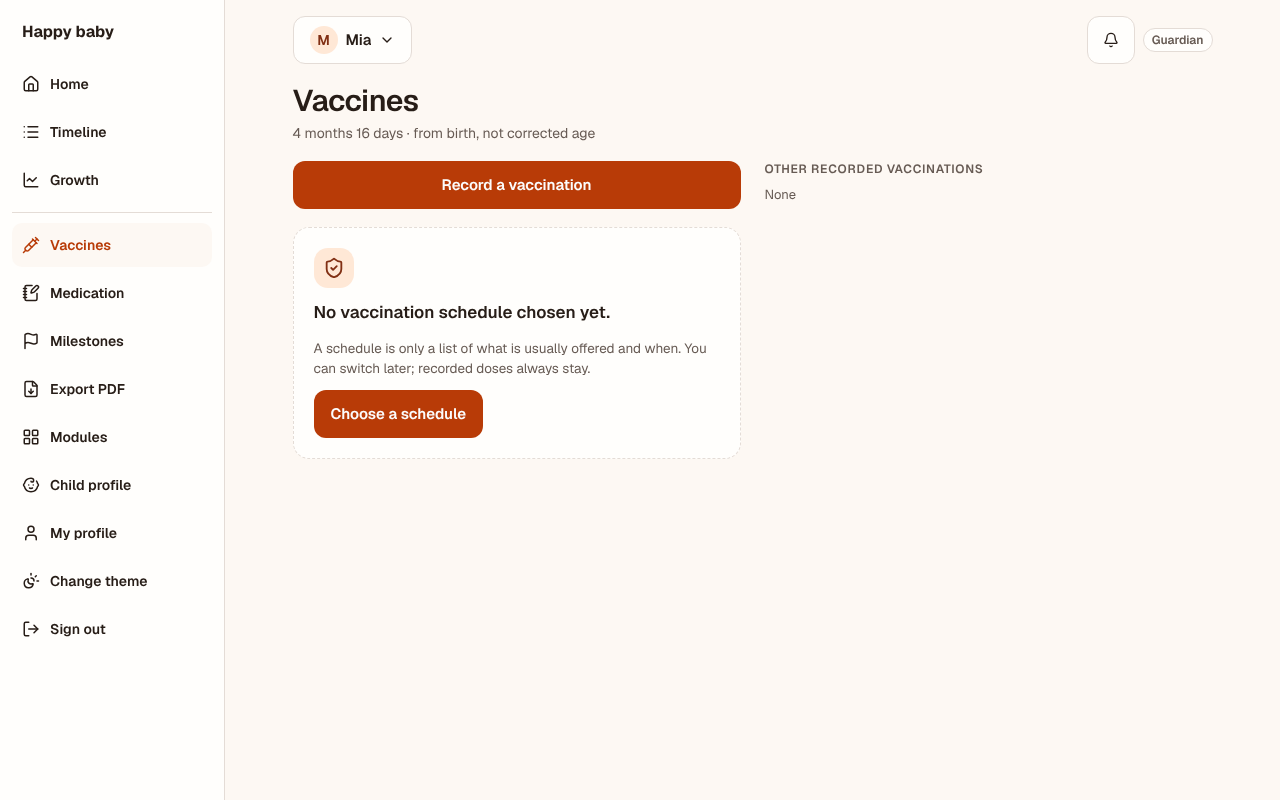 Happy baby
Home
Timeline
Growth
Vaccines
Medication
Milestones
Export PDF
Modules
Child profile
My profile
Change theme
Sign out
M Mia
Guardian
Vaccines
4 months 16 days · from birth, not corrected age
Record a vaccination
No vaccination schedule chosen yet.
A schedule is only a list of what is usually offered and when. You
can switch later; recorded doses always stay.
Choose a schedule
OTHER RECORDED VACCINATIONS
None